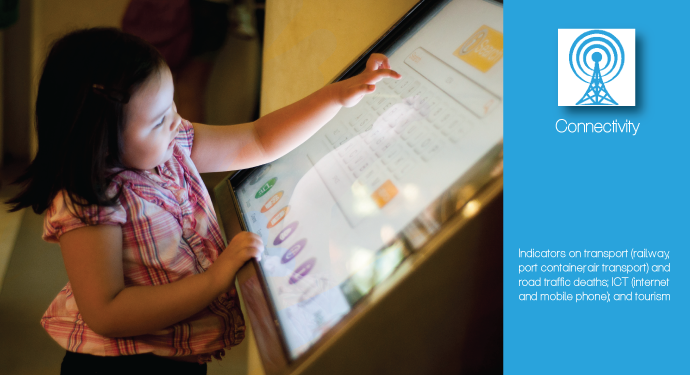 Connectivity
Indicators on transport (railway,
port container,air transport) and
road traffic deaths; ICT (internet
and mobile phone); and tourism